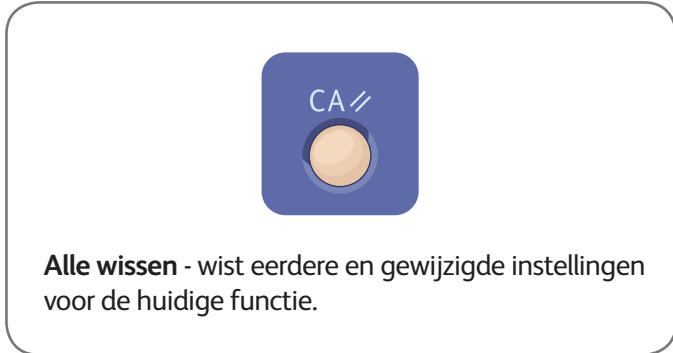 CA//
Alle wissen - wist eerdere en gewijzigde instellingen
voor de huidige functie.